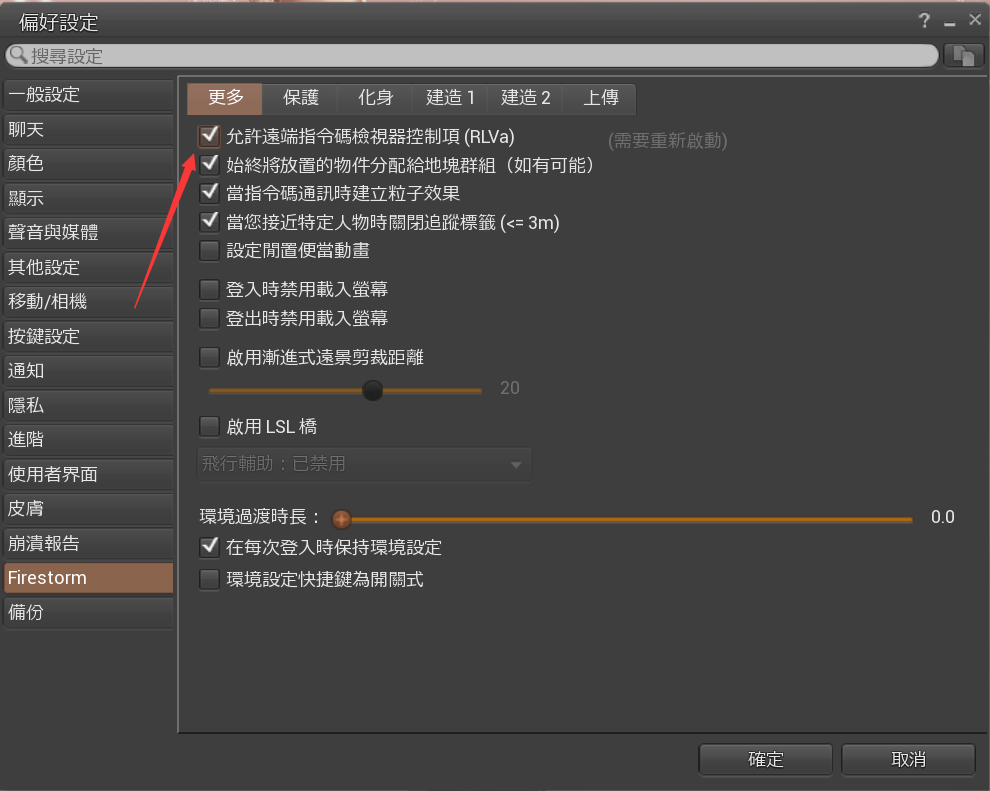 偏好設定
搜尋設定
一般設定
聊天
顏色
顯示
聲音與媒體
其他設定
移動/相機
按鍵設定
通知
隱私
進階
使用者界面
皮膚
崩潰報告
Firestorm
備份
更多 保護 化身 建造 1 建造 2 上傳
允許遠端指令碼檢視器控制項 (RLVa) (需要重新啟動)
始終將放置的物件分配給地塊群組（如有可能）
當指令碼通訊時建立粒子效果
當您接近特定人物時關閉追蹤標籤 (<= 3m)
設定閒置便當動畫
登入時禁用載入螢幕
登出時禁用載入螢幕
啟用漸進式遠景剪裁距離
20
啟用 LSL 橋
飛行輔助：已禁用
環境過渡時長： 0.0
在每次登入時保持環境設定
環境設定快捷鍵為開關式
確定 取消